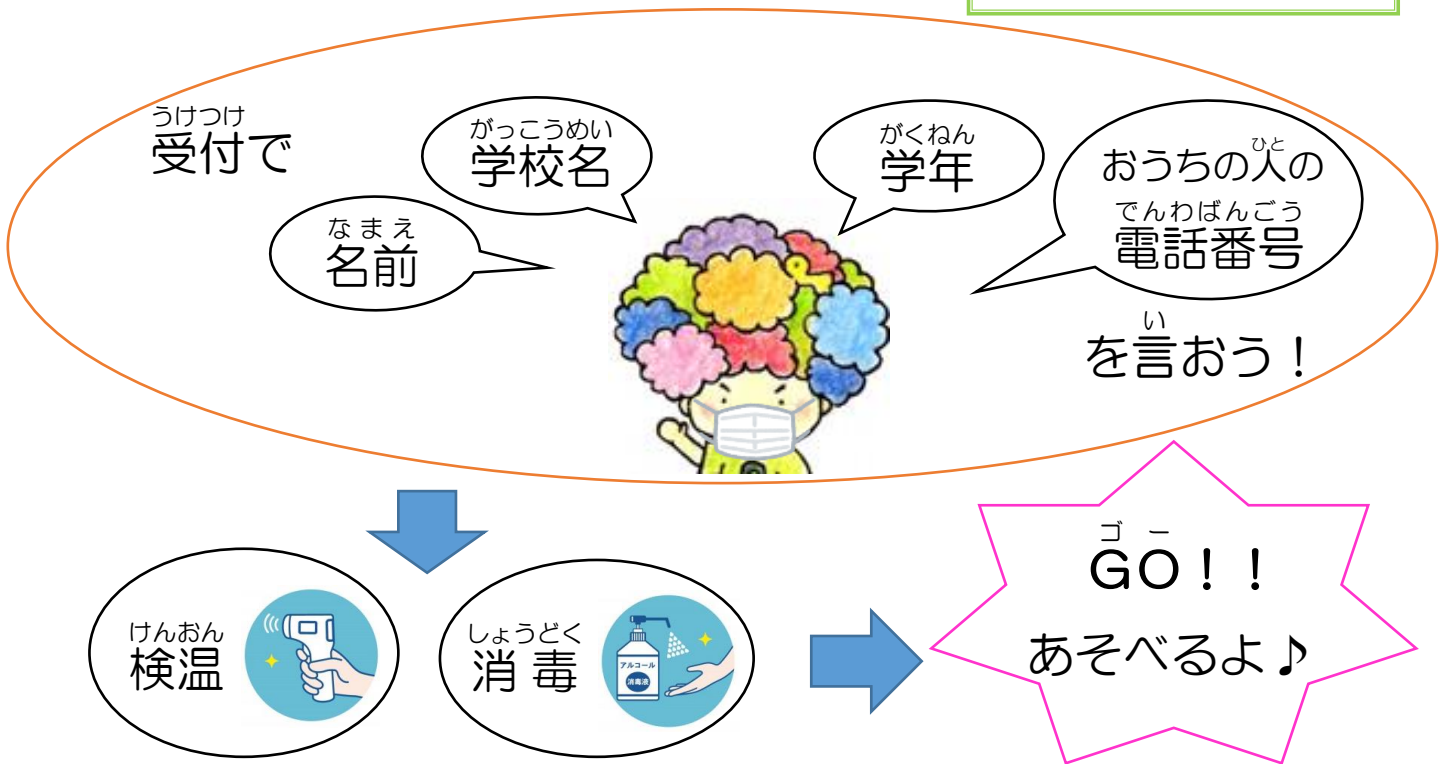 うけつけ
受付で
がっこうめい
学校名
がくねん
学年
ひと
おうちの人の
でんわばんごう
電話番号
なまえ
名前
い
を言おう！
けんおん
検温
しょうどく
消毒
アルコール
消毒液
ゴー
GO！！
あそべるよ♪